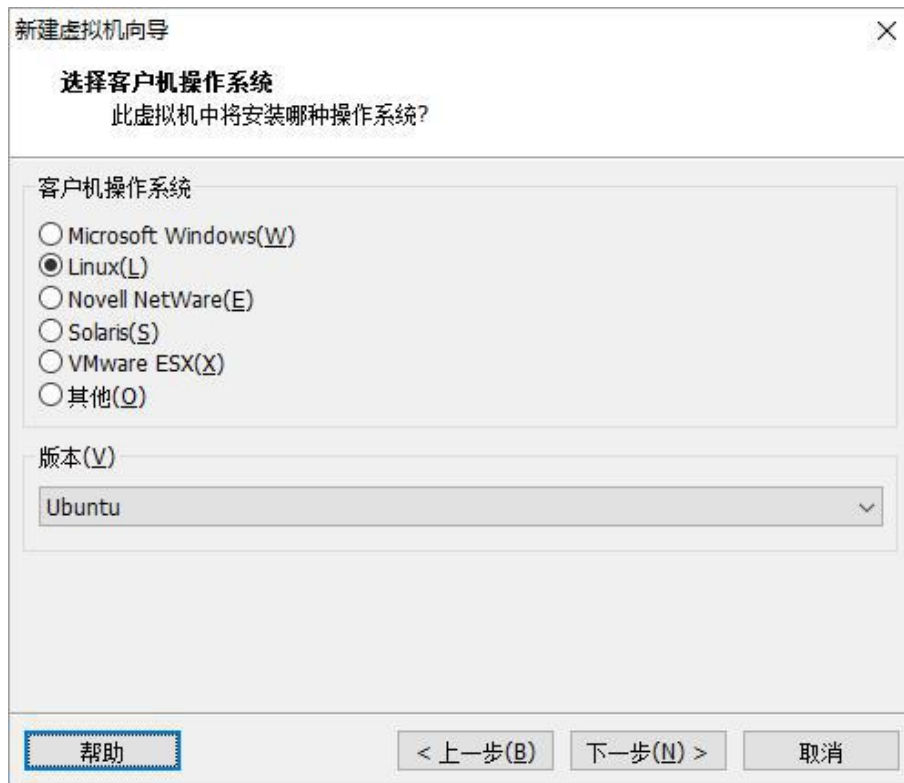 新建虚拟机向导
选择客户机操作系统
此虚拟机中将安装哪种操作系统?
客户机操作系统
Microsoft Windows(W)
Linux(L)
Novell NetWare(E)
Solaris(S)
VMware ESX(X)
其他(O)
版本(V)
Ubuntu
帮助 < 上一步(B) 下一步(N) > 取消